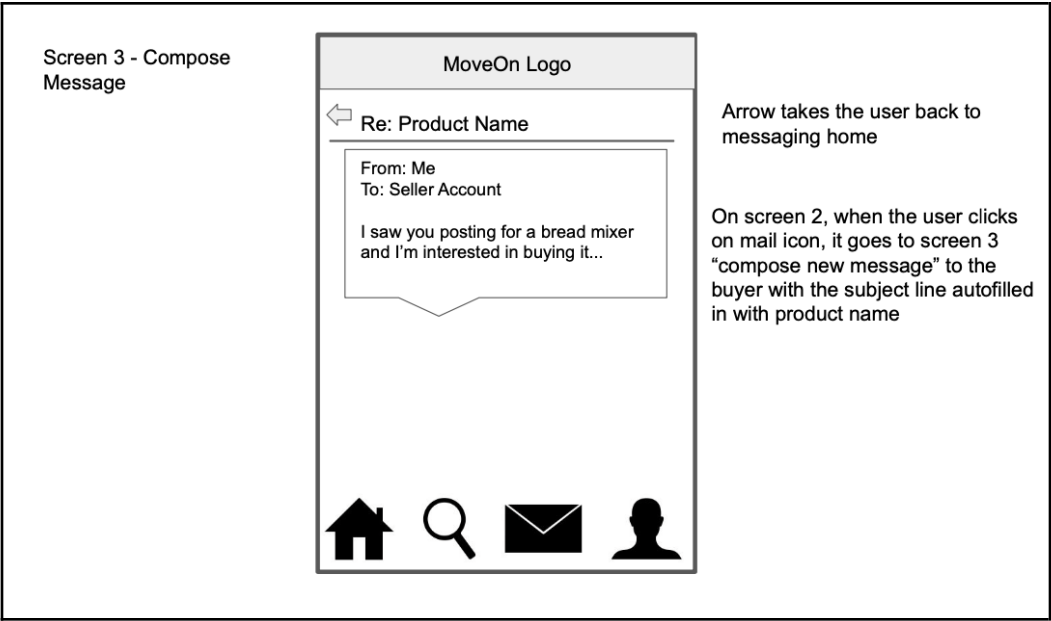 Screen 3 - Compose
Message
MoveOn Logo
Re: Product Name
From: Me
To: Seller Account
I saw you posting for a bread mixer
and I'm interested in buying it...
Arrow takes the user back to
messaging home
On screen 2, when the user clicks
on mail icon, it goes to screen 3
“compose new message” to the
buyer with the subject line autofilled
in with product name